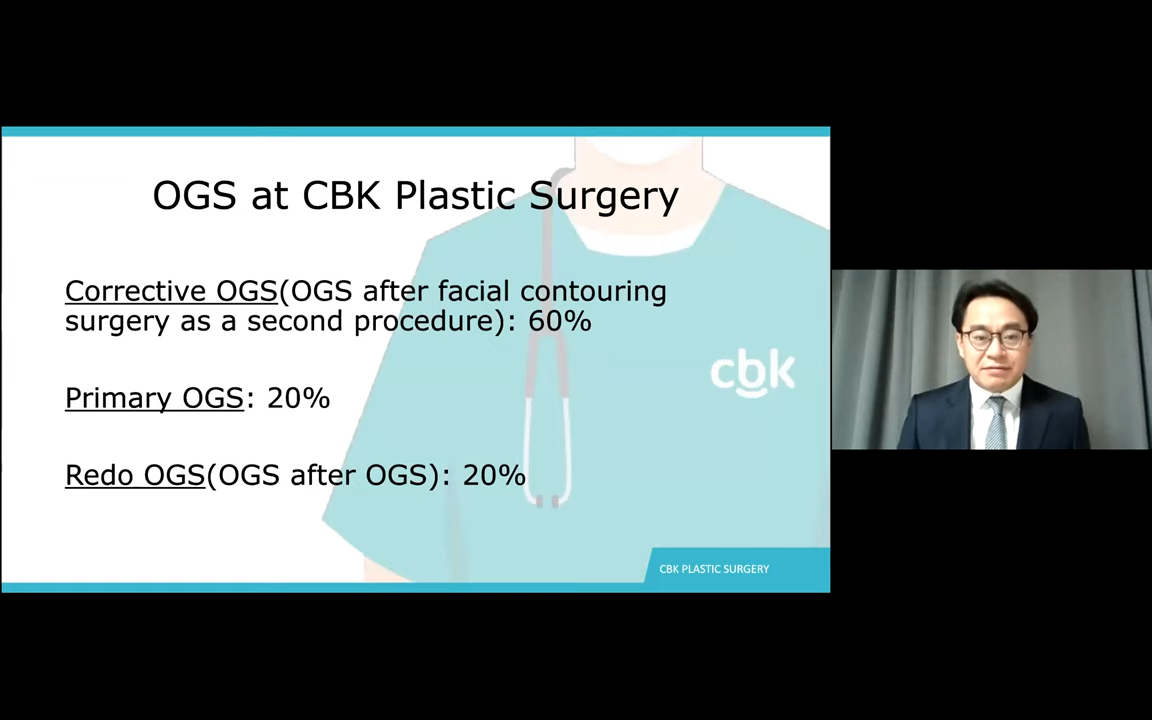 OGS at CBK Plastic Surgery
Corrective OGS(OGS after facial contouring
surgery as a second procedure): 60%
Primary OGS: 20%
Redo OGS(OGS after OGS): 20%
cbk
CBK PLASTIC SURGERY